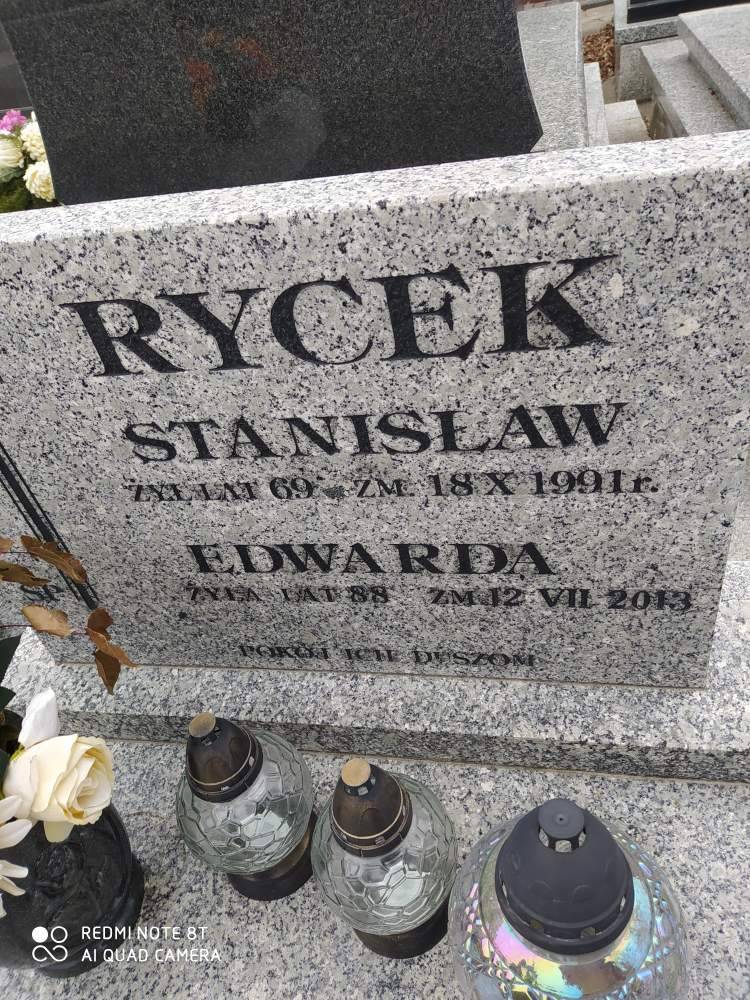 RYCEK
STANISŁAW
ŻYŁ LAT 69 ZM. 18 X 1991 r.
EDWARDA
ŻYŁA LAT 88 ZM 12 VII 2013
POKÓJ ICH DUSZOM
ŚP
REDMI NOTE 8T
AI QUAD CAMERA